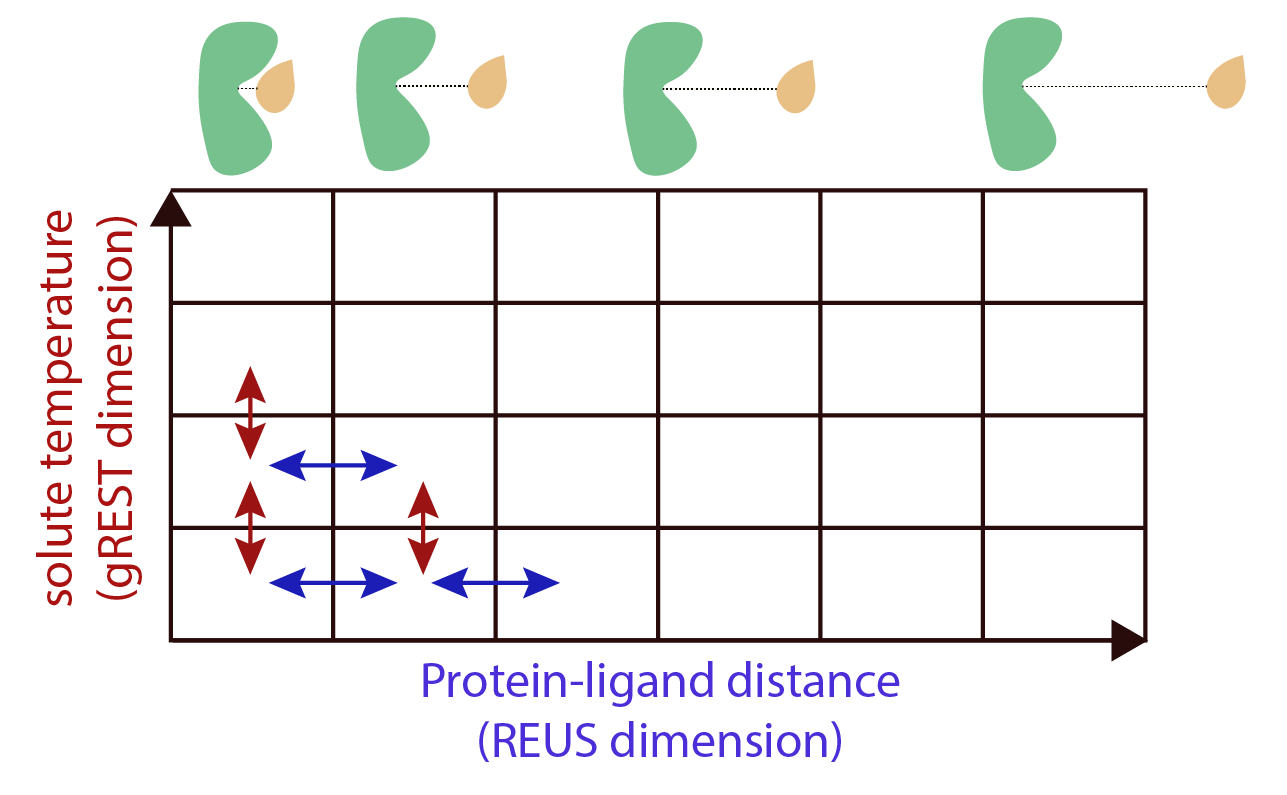 solute temperature
(gREST dimension)
Protein-ligand distance
(REUS dimension)